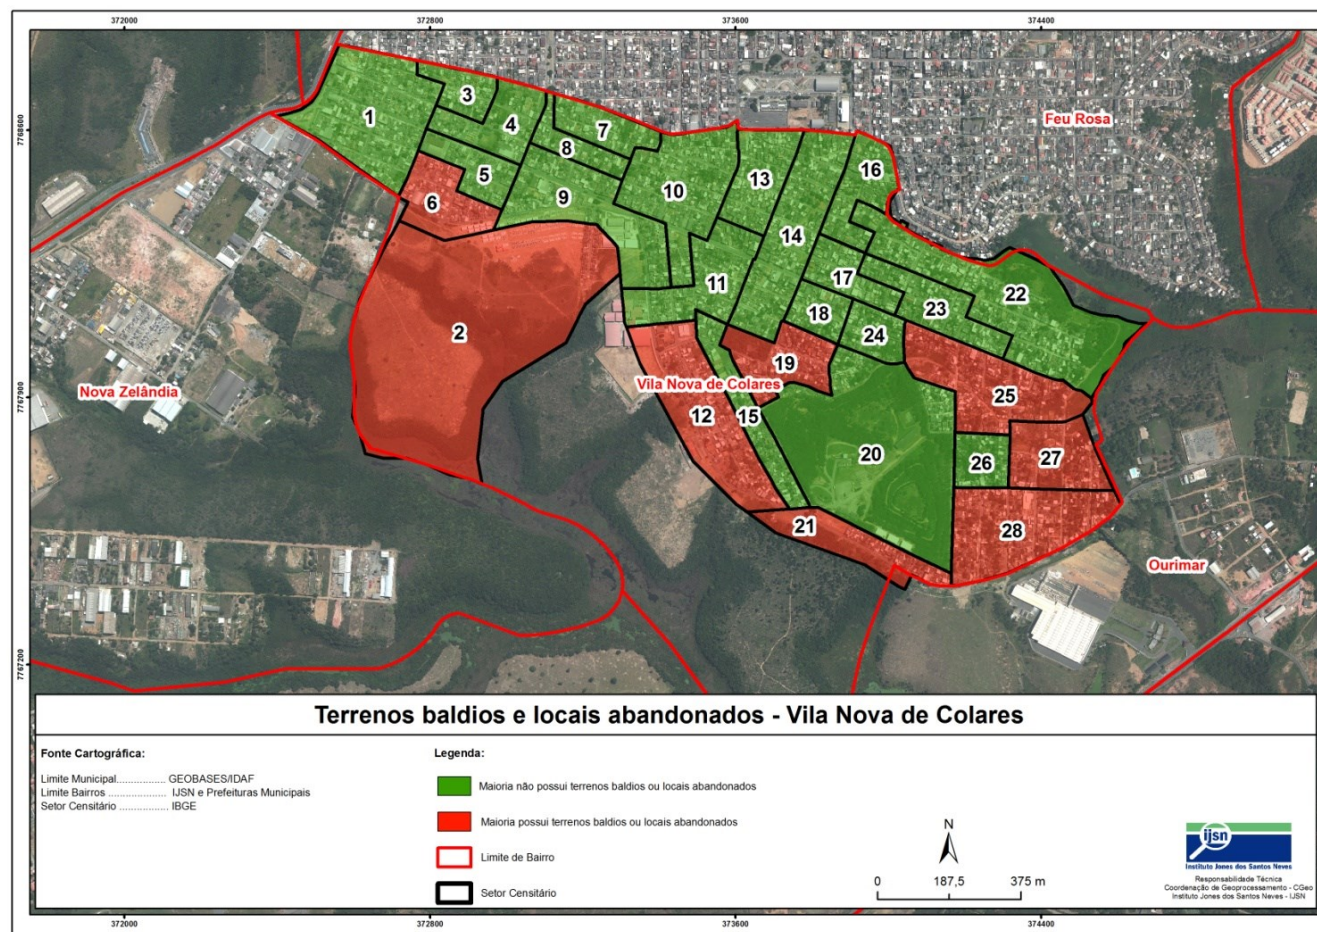 372000 372800 373600 374400
7768600
7767900
7767200
Feu Rosa
Nova Zelândia
Vila Nova de Colares
Ourimar
1
2
3
4
5
6
7
8
9
10
11
12
13
14
15
16
17
18
19
20
21
22
23
24
25
26
27
28
Terrenos baldios e locais abandonados - Vila Nova de Colares
Fonte Cartográfica:
Limite Municipal................. GEOBASES/IDAF
Limite Bairros .................... IJSN e Prefeituras Municipais
Setor Censitário ................. IBGE
Legenda:
Maioria não possui terrenos baldios ou locais abandonados
Maioria possui terrenos baldios ou locais abandonados
Limite de Bairro
Setor Censitário
N
0 187,5 375 m
ijsn
Instituto Jones dos Santos Neves
Responsabilidade Técnica
Coordenação de Geoprocessamento - CGeo
Instituto Jones dos Santos Neves - IJSN
372000 372800 373600 374400